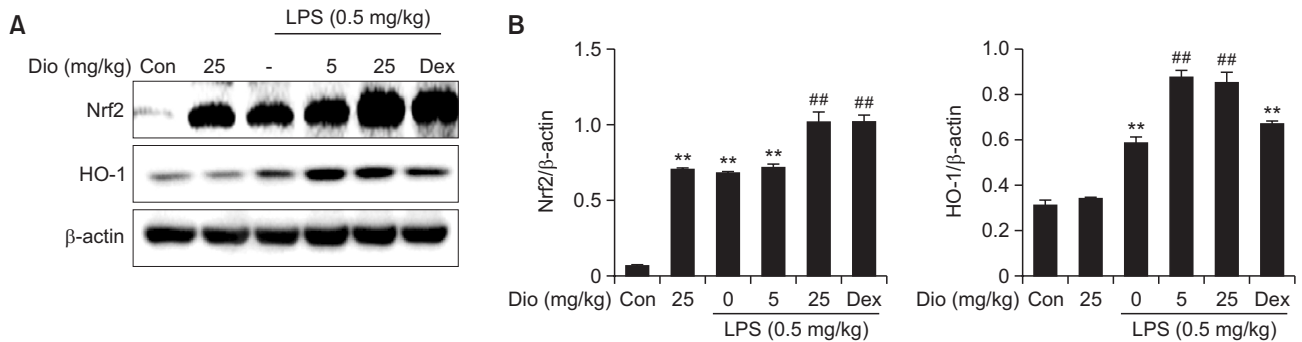 A
LPS (0.5 mg/kg)
Dio (mg/kg) Con 25 - 5 25 Dex
Nrf2
HO-1
β-actin
B
1.5
1.0
0.5
0
Nrf2/β-actin
** ** ** ## ##
Dio (mg/kg) Con 25 0 5 25 Dex
LPS (0.5 mg/kg)
1.0
0.8
0.6
0.4
0.2
0
HO-1/β-actin
** ## ## **
Dio (mg/kg) Con 25 0 5 25 Dex
LPS (0.5 mg/kg)